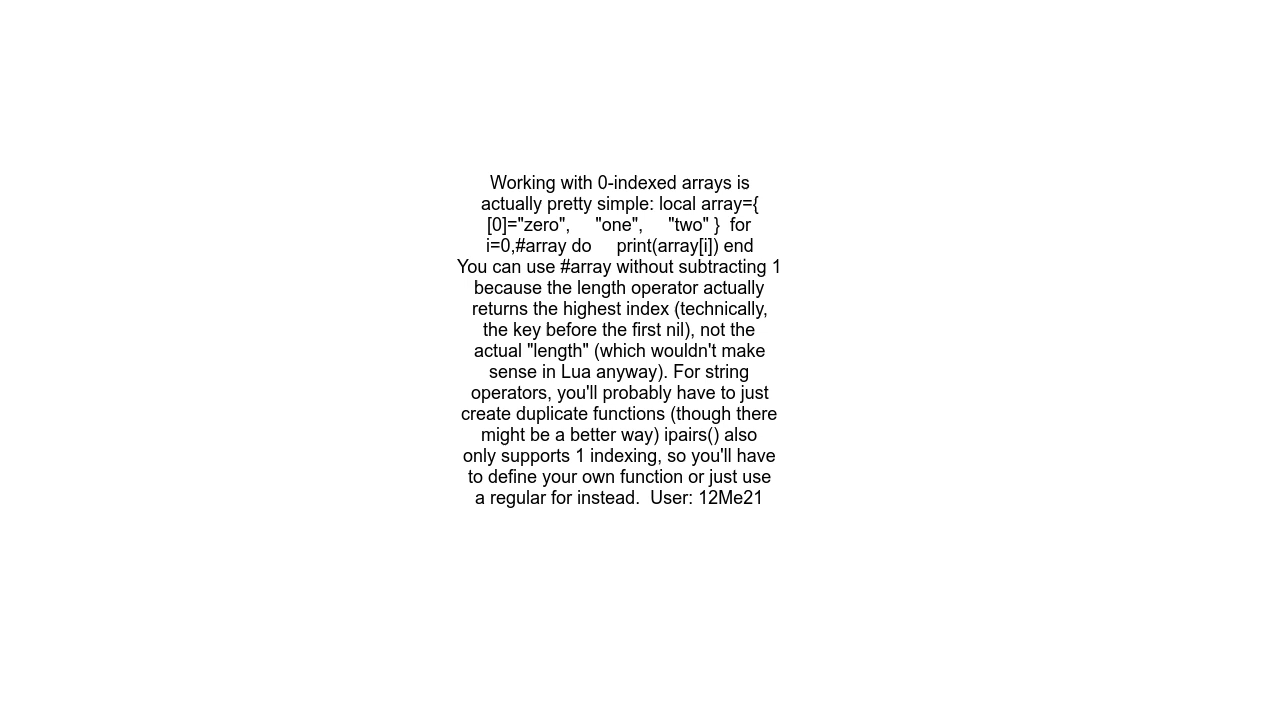 Working with 0-indexed arrays is
actually pretty simple: local array={
[0]="zero",     "one",     "two" }  for
i=0,#array do     print(array[i]) end
You can use #array without subtracting 1
because the length operator actually
returns the highest index (technically,
the key before the first nil), not the
actual "length" (which wouldn't make
sense in Lua anyway). For string
operators, you'll probably have to just
create duplicate functions (though there
might be a better way) ipairs() also
only supports 1 indexing, so you'll have
to define your own function or just use
a regular for instead.  User: 12Me21